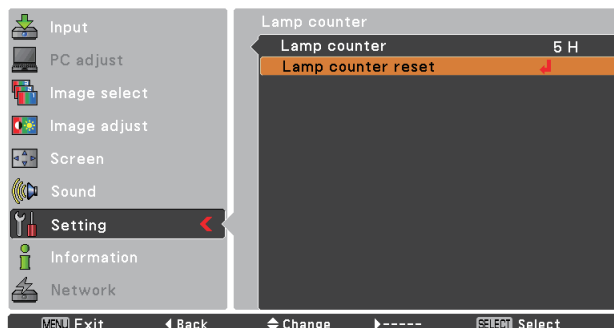 Input
PC adjust
Image select
Image adjust
Screen
Sound
Setting
Information
Network
Lamp counter
Lamp counter 5 H
Lamp counter reset
MENU Exit Back Change ----- SELECT Select